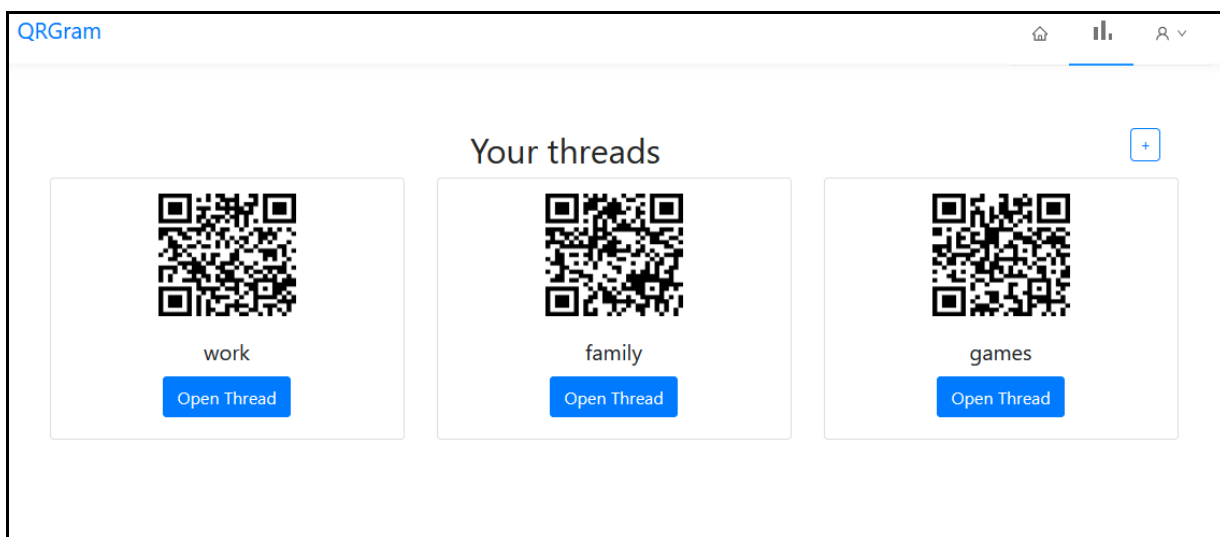 QRGram
Your threads
+
work
family
games
Open Thread
Open Thread
Open Thread